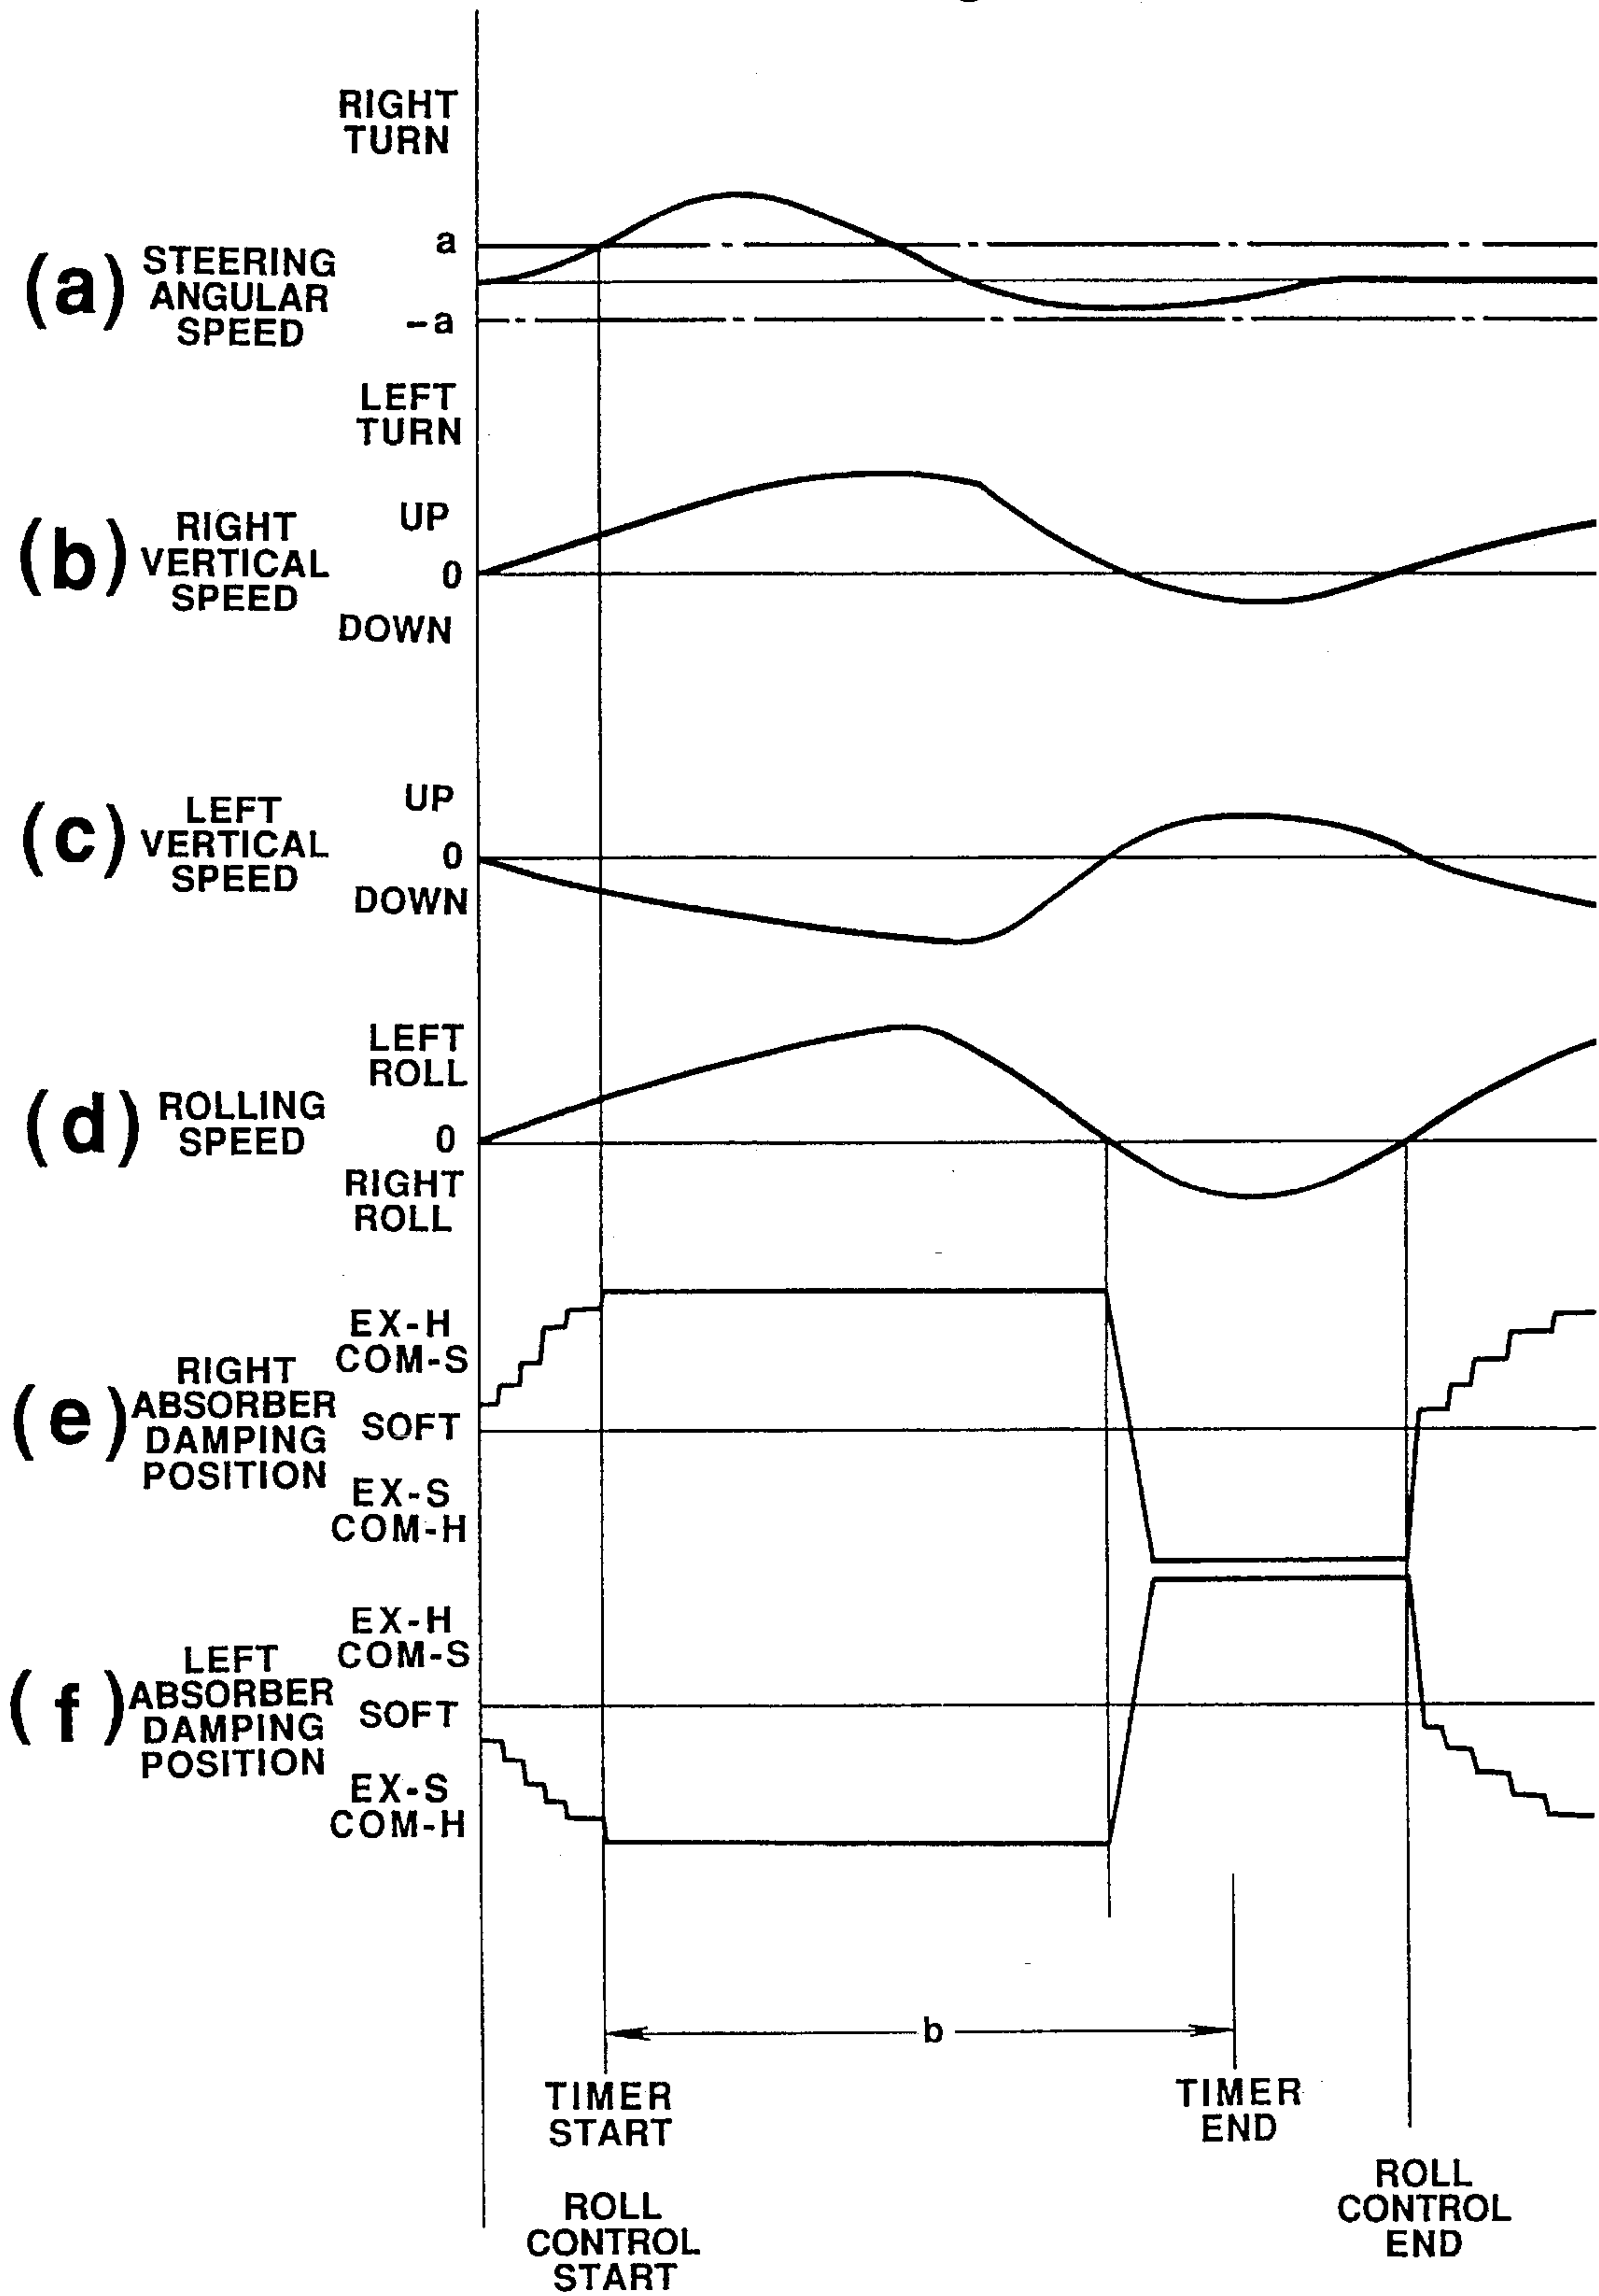 RIGHT
TURN
a
(a) STEERING
ANGULAR
SPEED
-a
LEFT
TURN
UP
(b) RIGHT
VERTICAL
SPEED
0
DOWN
UP
(c) LEFT
VERTICAL
SPEED
0
DOWN
LEFT
ROLL
(d) ROLLING
SPEED
0
RIGHT
ROLL
EX-H
COM-S
(e) RIGHT
ABSORBER
DAMPING
POSITION
SOFT
EX-S
COM-H
EX-H
COM-S
(f) LEFT
ABSORBER
DAMPING
POSITION
SOFT
EX-S
COM-H
b
TIMER
START
TIMER
END
ROLL
CONTROL
START
ROLL
CONTROL
END